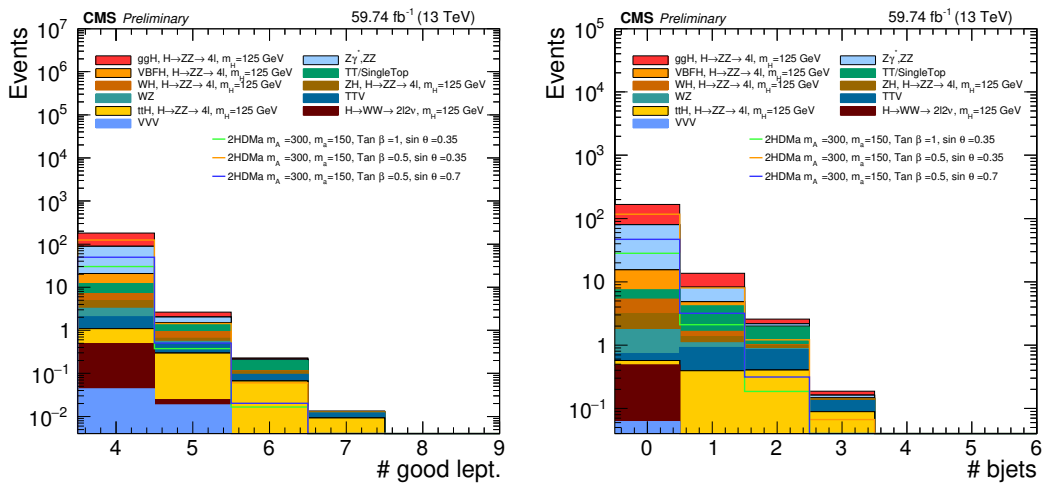 CMS Preliminary 59.74 fb⁻¹ (13 TeV)
Events
10⁷
10⁶
10⁵
10⁴
10³
10²
10
1
10⁻¹
10⁻²
ggH, H→ZZ→ 4l, m_H=125 GeV
VBFH, H→ZZ→ 4l, m_H=125 GeV
WH, H→ZZ→ 4l, m_H=125 GeV
WZ
ttH, H→ZZ→ 4l, m_H=125 GeV
VVV
Zγ*,ZZ
TT/SingleTop
ZH, H→ZZ→ 4l, m_H=125 GeV
TTV
H→WW→ 2l2ν, m_H=125 GeV
2HDMa m_A =300, m_a=150, Tan β=1, sin θ=0.35
2HDMa m_A =300, m_a=150, Tan β=0.5, sin θ=0.35
2HDMa m_A =300, m_a=150, Tan β=0.5, sin θ=0.7
4 5 6 7 8 9
# good lept.
CMS Preliminary 59.74 fb⁻¹ (13 TeV)
Events
10⁵
10⁴
10³
10²
10
1
10⁻¹
ggH, H→ZZ→ 4l, m_H=125 GeV
VBFH, H→ZZ→ 4l, m_H=125 GeV
WH, H→ZZ→ 4l, m_H=125 GeV
WZ
ttH, H→ZZ→ 4l, m_H=125 GeV
VVV
Zγ*,ZZ
TT/SingleTop
ZH, H→ZZ→ 4l, m_H=125 GeV
TTV
H→WW→ 2l2ν, m_H=125 GeV
2HDMa m_A =300, m_a=150, Tan β=1, sin θ=0.35
2HDMa m_A =300, m_a=150, Tan β=0.5, sin θ=0.35
2HDMa m_A =300, m_a=150, Tan β=0.5, sin θ=0.7
0 1 2 3 4 5 6
# bjets